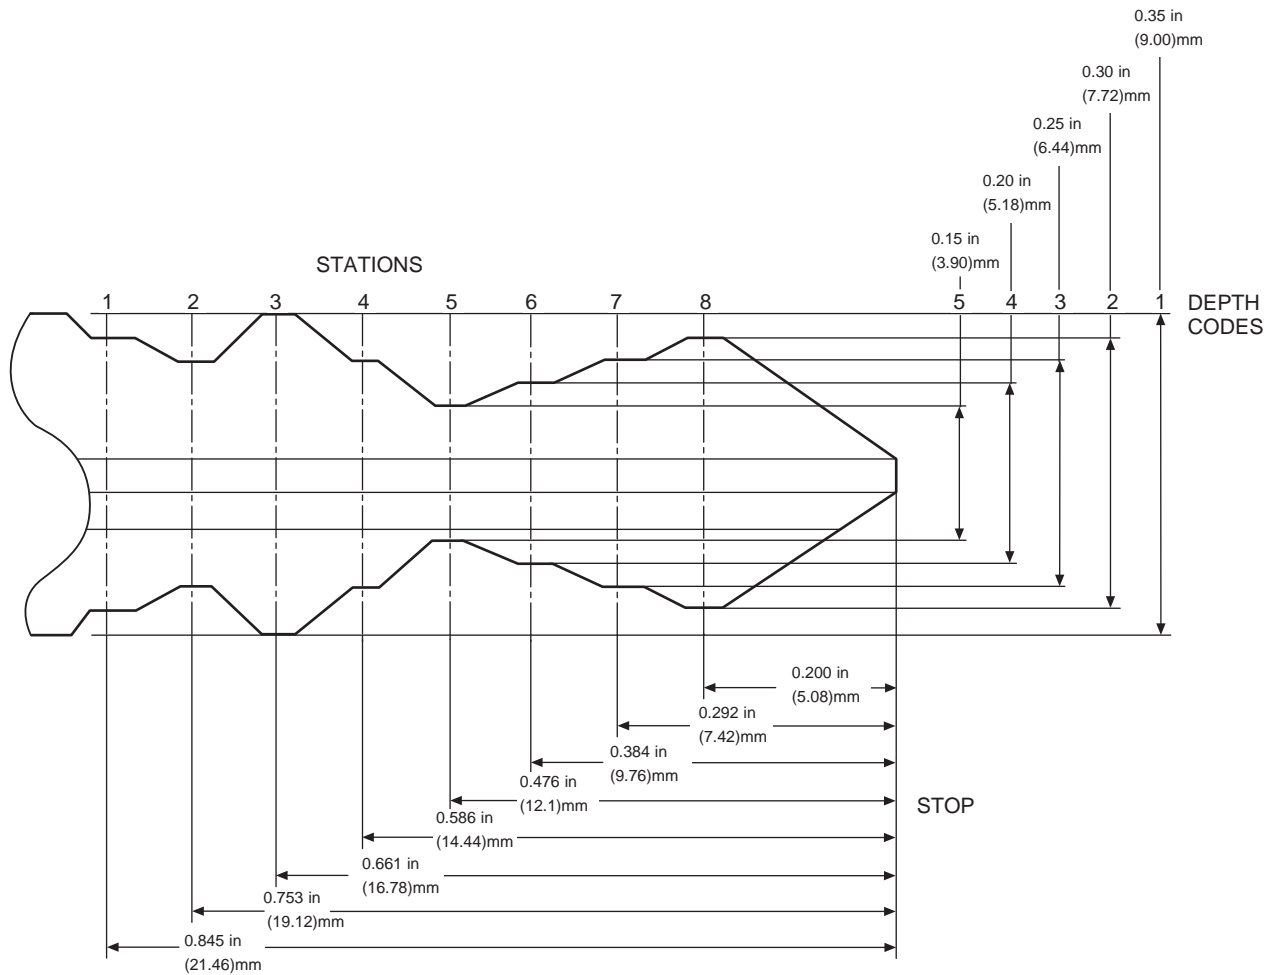 0.35 in
(9.00)mm
0.30 in
(7.72)mm
0.25 in
(6.44)mm
0.20 in
(5.18)mm
0.15 in
(3.90)mm
STATIONS
1 2 3 4 5 6 7 8 5 4 3 2 1 DEPTH
CODES
0.200 in
(5.08)mm
0.292 in
(7.42)mm
0.384 in
(9.76)mm
0.476 in
(12.1)mm
STOP
0.586 in
(14.44)mm
0.661 in
(16.78)mm
0.753 in
(19.12)mm
0.845 in
(21.46)mm